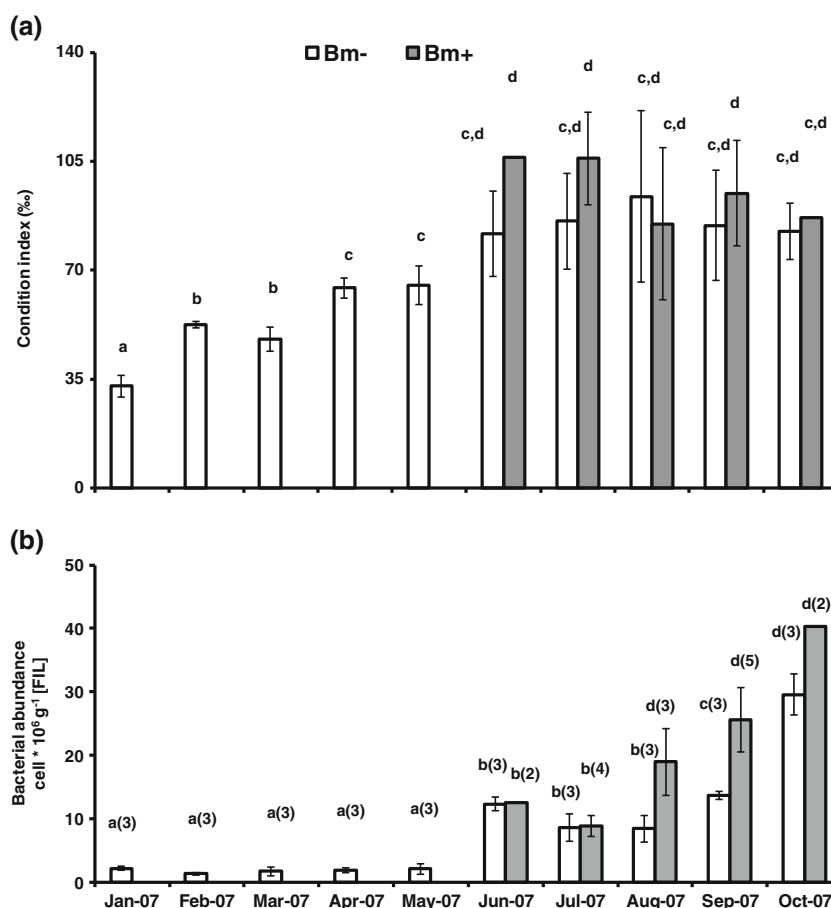 (a)
140
105
70
35
0
Condition index (‰)
Bm- Bm+
a
b
b
c
c
c,d
d
c,d
d
c,d
c,d
c,d
d
c,d
c,d
(b)
50
40
30
20
10
0
Bacterial abundance
cell * 10⁶ g⁻¹ [FIL]
a(3)
a(3)
a(3)
a(3)
a(3)
b(3)
b(2)
b(3)
b(4)
b(3)
d(3)
c(3)
d(5)
d(3)
d(2)
Jan-07 Feb-07 Mar-07 Apr-07 May-07 Jun-07 Jul-07 Aug-07 Sep-07 Oct-07